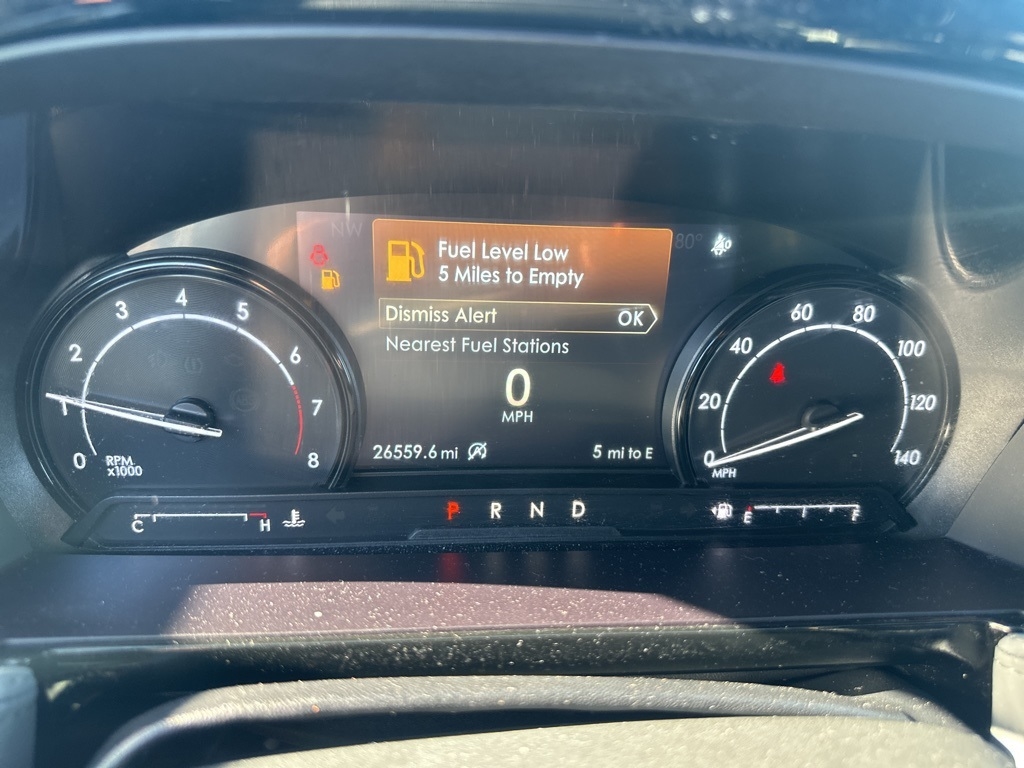 NW
80°
Fuel Level Low
5 Miles to Empty
Dismiss Alert OK
Nearest Fuel Stations
0
MPH
26559.6 mi
5 mi to E
0 1 2 3 4 5 6 7 8
RPM
x1000
0 20 40 60 80 100 120 140
MPH
C H
P R N D
E F